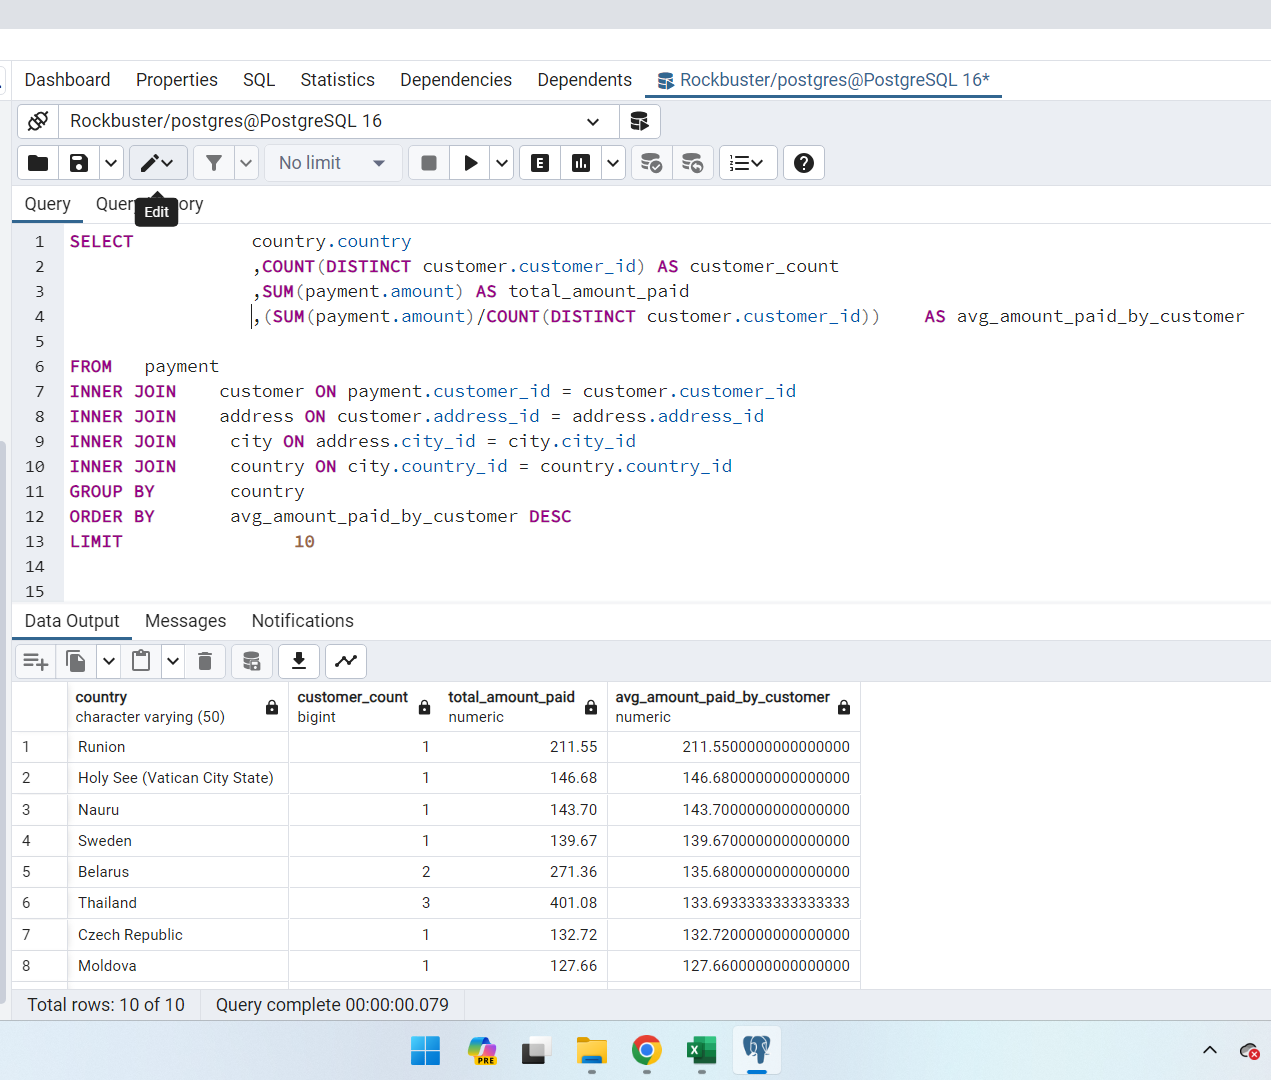 Dashboard Properties SQL Statistics Dependencies Dependents Rockbuster/postgres@PostgreSQL 16*
Rockbuster/postgres@PostgreSQL 16
No limit E
Query Quer ory
Edit
1 SELECT country.country
2 ,COUNT(DISTINCT customer.customer_id) AS customer_count
3 ,SUM(payment.amount) AS total_amount_paid
4 ,(SUM(payment.amount)/COUNT(DISTINCT customer.customer_id)) AS avg_amount_paid_by_customer
5
6 FROM payment
7 INNER JOIN customer ON payment.customer_id = customer.customer_id
8 INNER JOIN address ON customer.address_id = address.address_id
9 INNER JOIN city ON address.city_id = city.city_id
10 INNER JOIN country ON city.country_id = country.country_id
11 GROUP BY country
12 ORDER BY avg_amount_paid_by_customer DESC
13 LIMIT 10
14
15
Data Output Messages Notifications
country customer_count total_amount_paid avg_amount_paid_by_customer
character varying (50) bigint numeric numeric
1 Runion 1 211.55 211.5500000000000000
2 Holy See (Vatican City State) 1 146.68 146.6800000000000000
3 Nauru 1 143.70 143.7000000000000000
4 Sweden 1 139.67 139.6700000000000000
5 Belarus 2 271.36 135.6800000000000000
6 Thailand 3 401.08 133.6933333333333333
7 Czech Republic 1 132.72 132.7200000000000000
8 Moldova 1 127.66 127.6600000000000000
Total rows: 10 of 10 Query complete 00:00:00.079
PRE
X